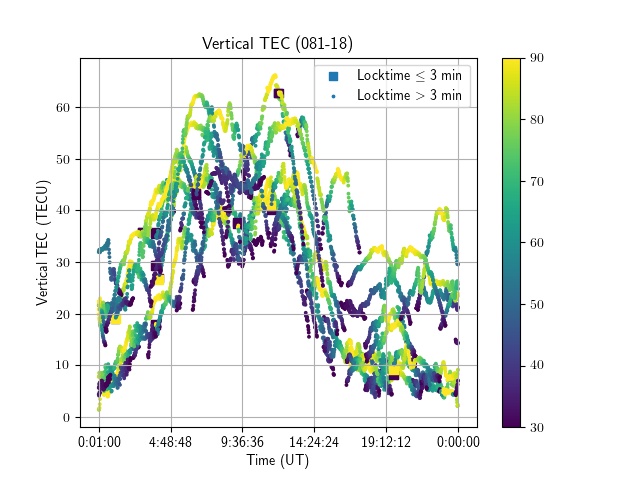 Vertical TEC (081-18)
Locktime ≤ 3 min
Locktime > 3 min
Vertical TEC (TECU)
60
50
40
30
20
10
0
0:01:00 4:48:48 9:36:36 14:24:24 19:12:12 0:00:00
Time (UT)
90
80
70
60
50
40
30